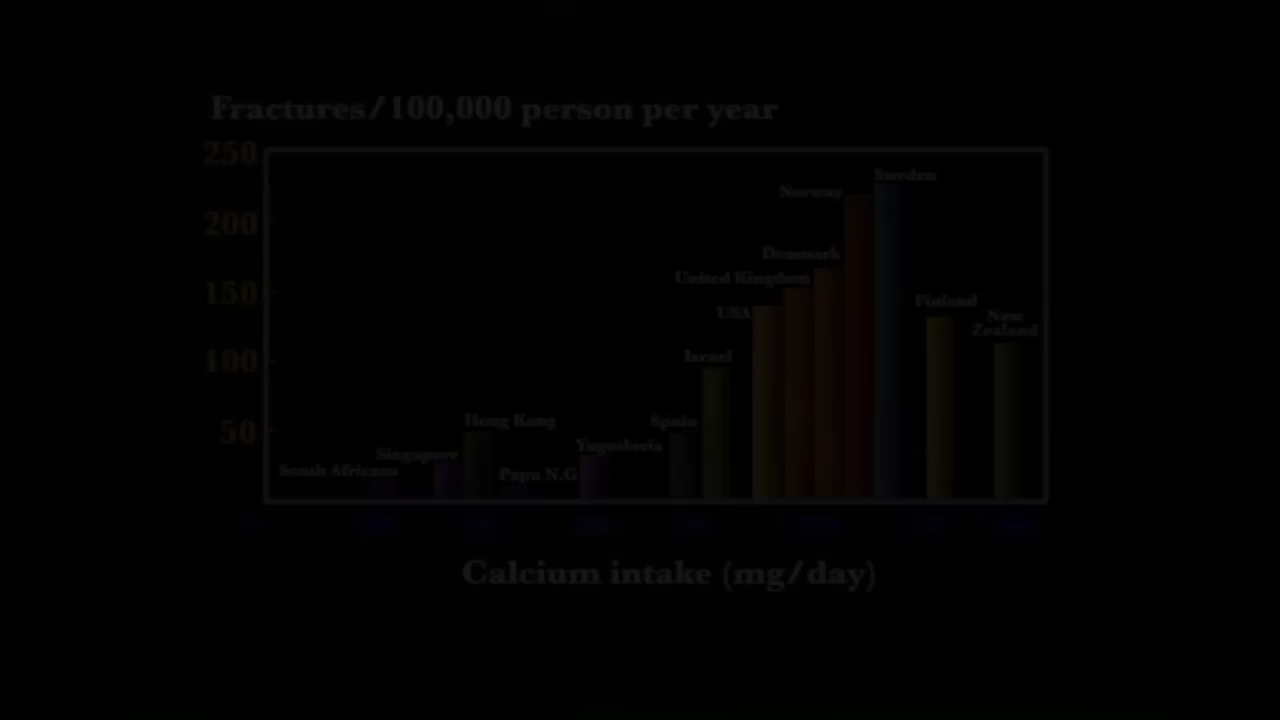 Fractures/100,000 person per year
250
200
150
100
50
Sweden
Norway
Denmark
United Kingdom
USA
Finland
New
Zealand
Israel
Hong Kong
Spain
Yugoslavia
Singapore
South Africans
Papu N.G
Calcium intake (mg/day)